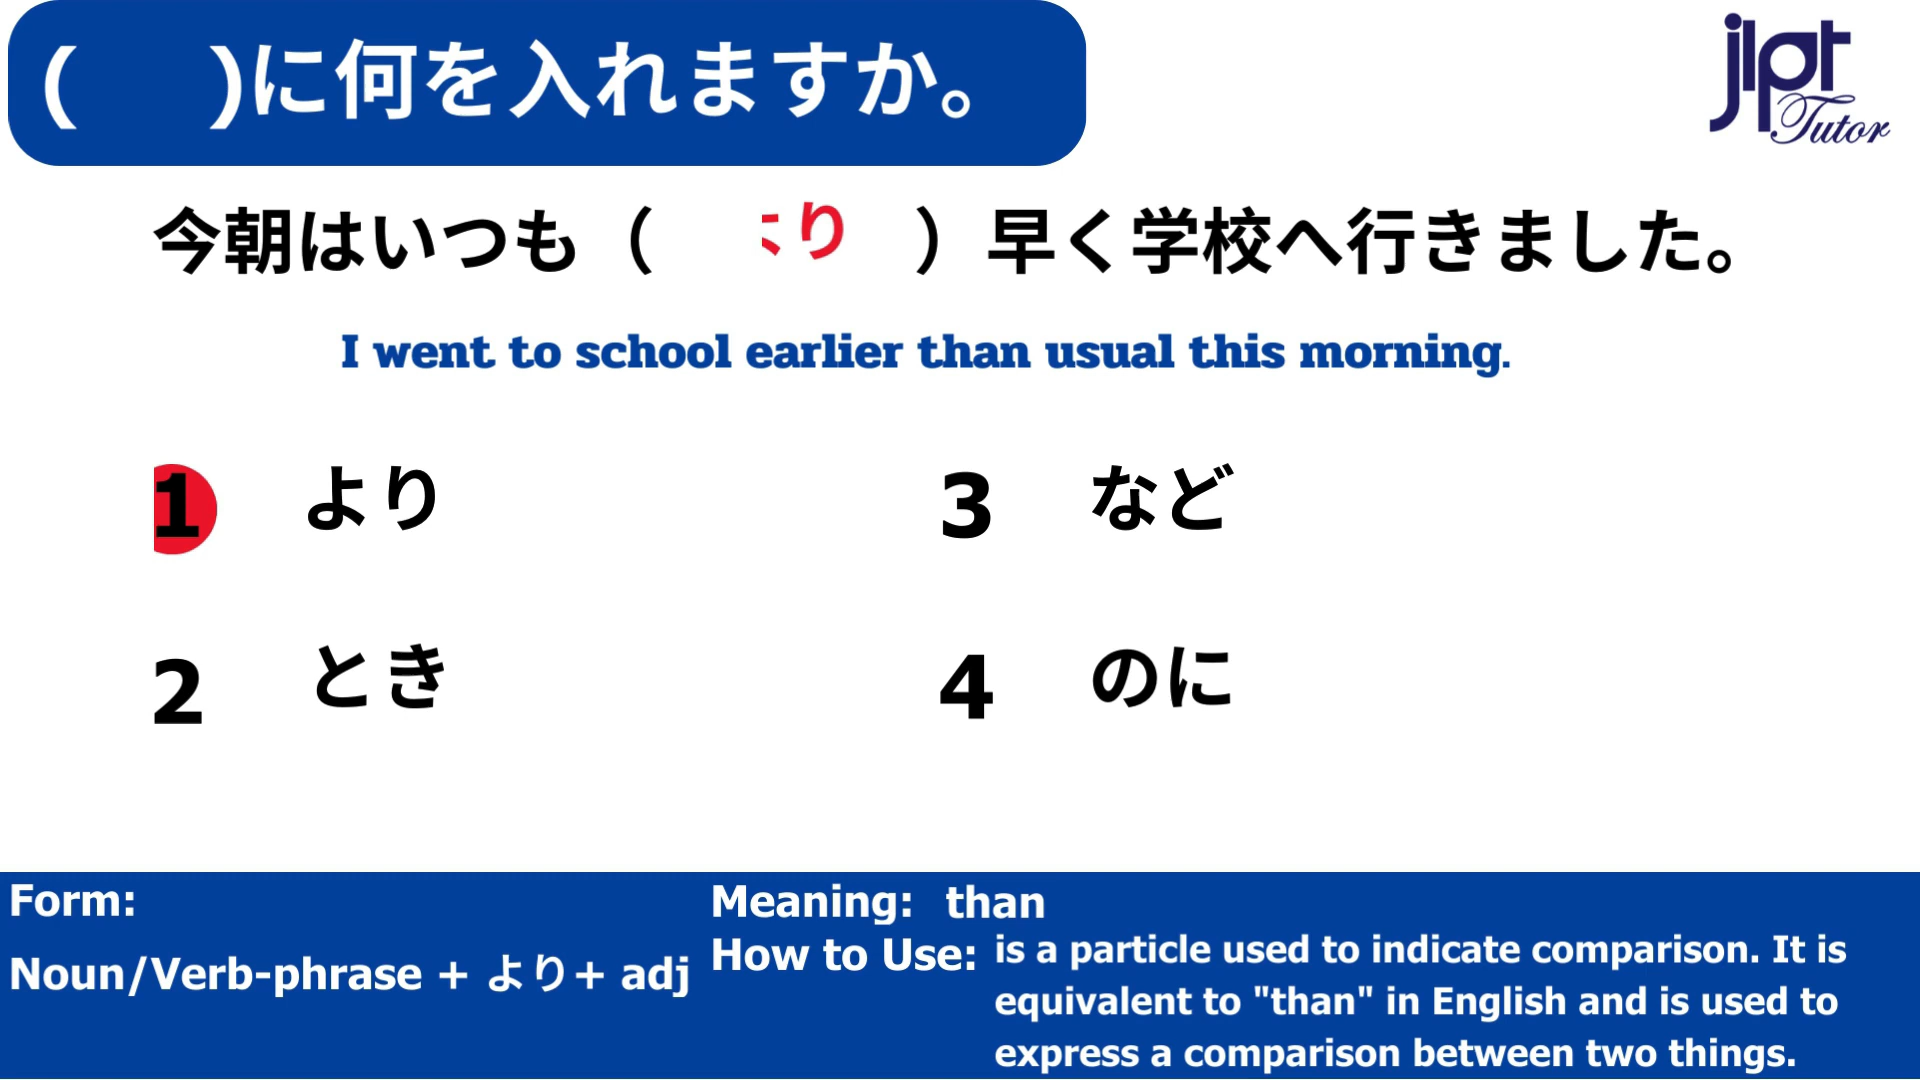 (　　)に何を入れますか。
jlpt Tutor
今朝はいつも（　より　）早く学校へ行きました。
I went to school earlier than usual this morning.
1 より
3 など
2 とき
4 のに
Form:
Noun/Verb-phrase + より+ adj
Meaning: than
How to Use: is a particle used to indicate comparison. It is
equivalent to "than" in English and is used to
express a comparison between two things.